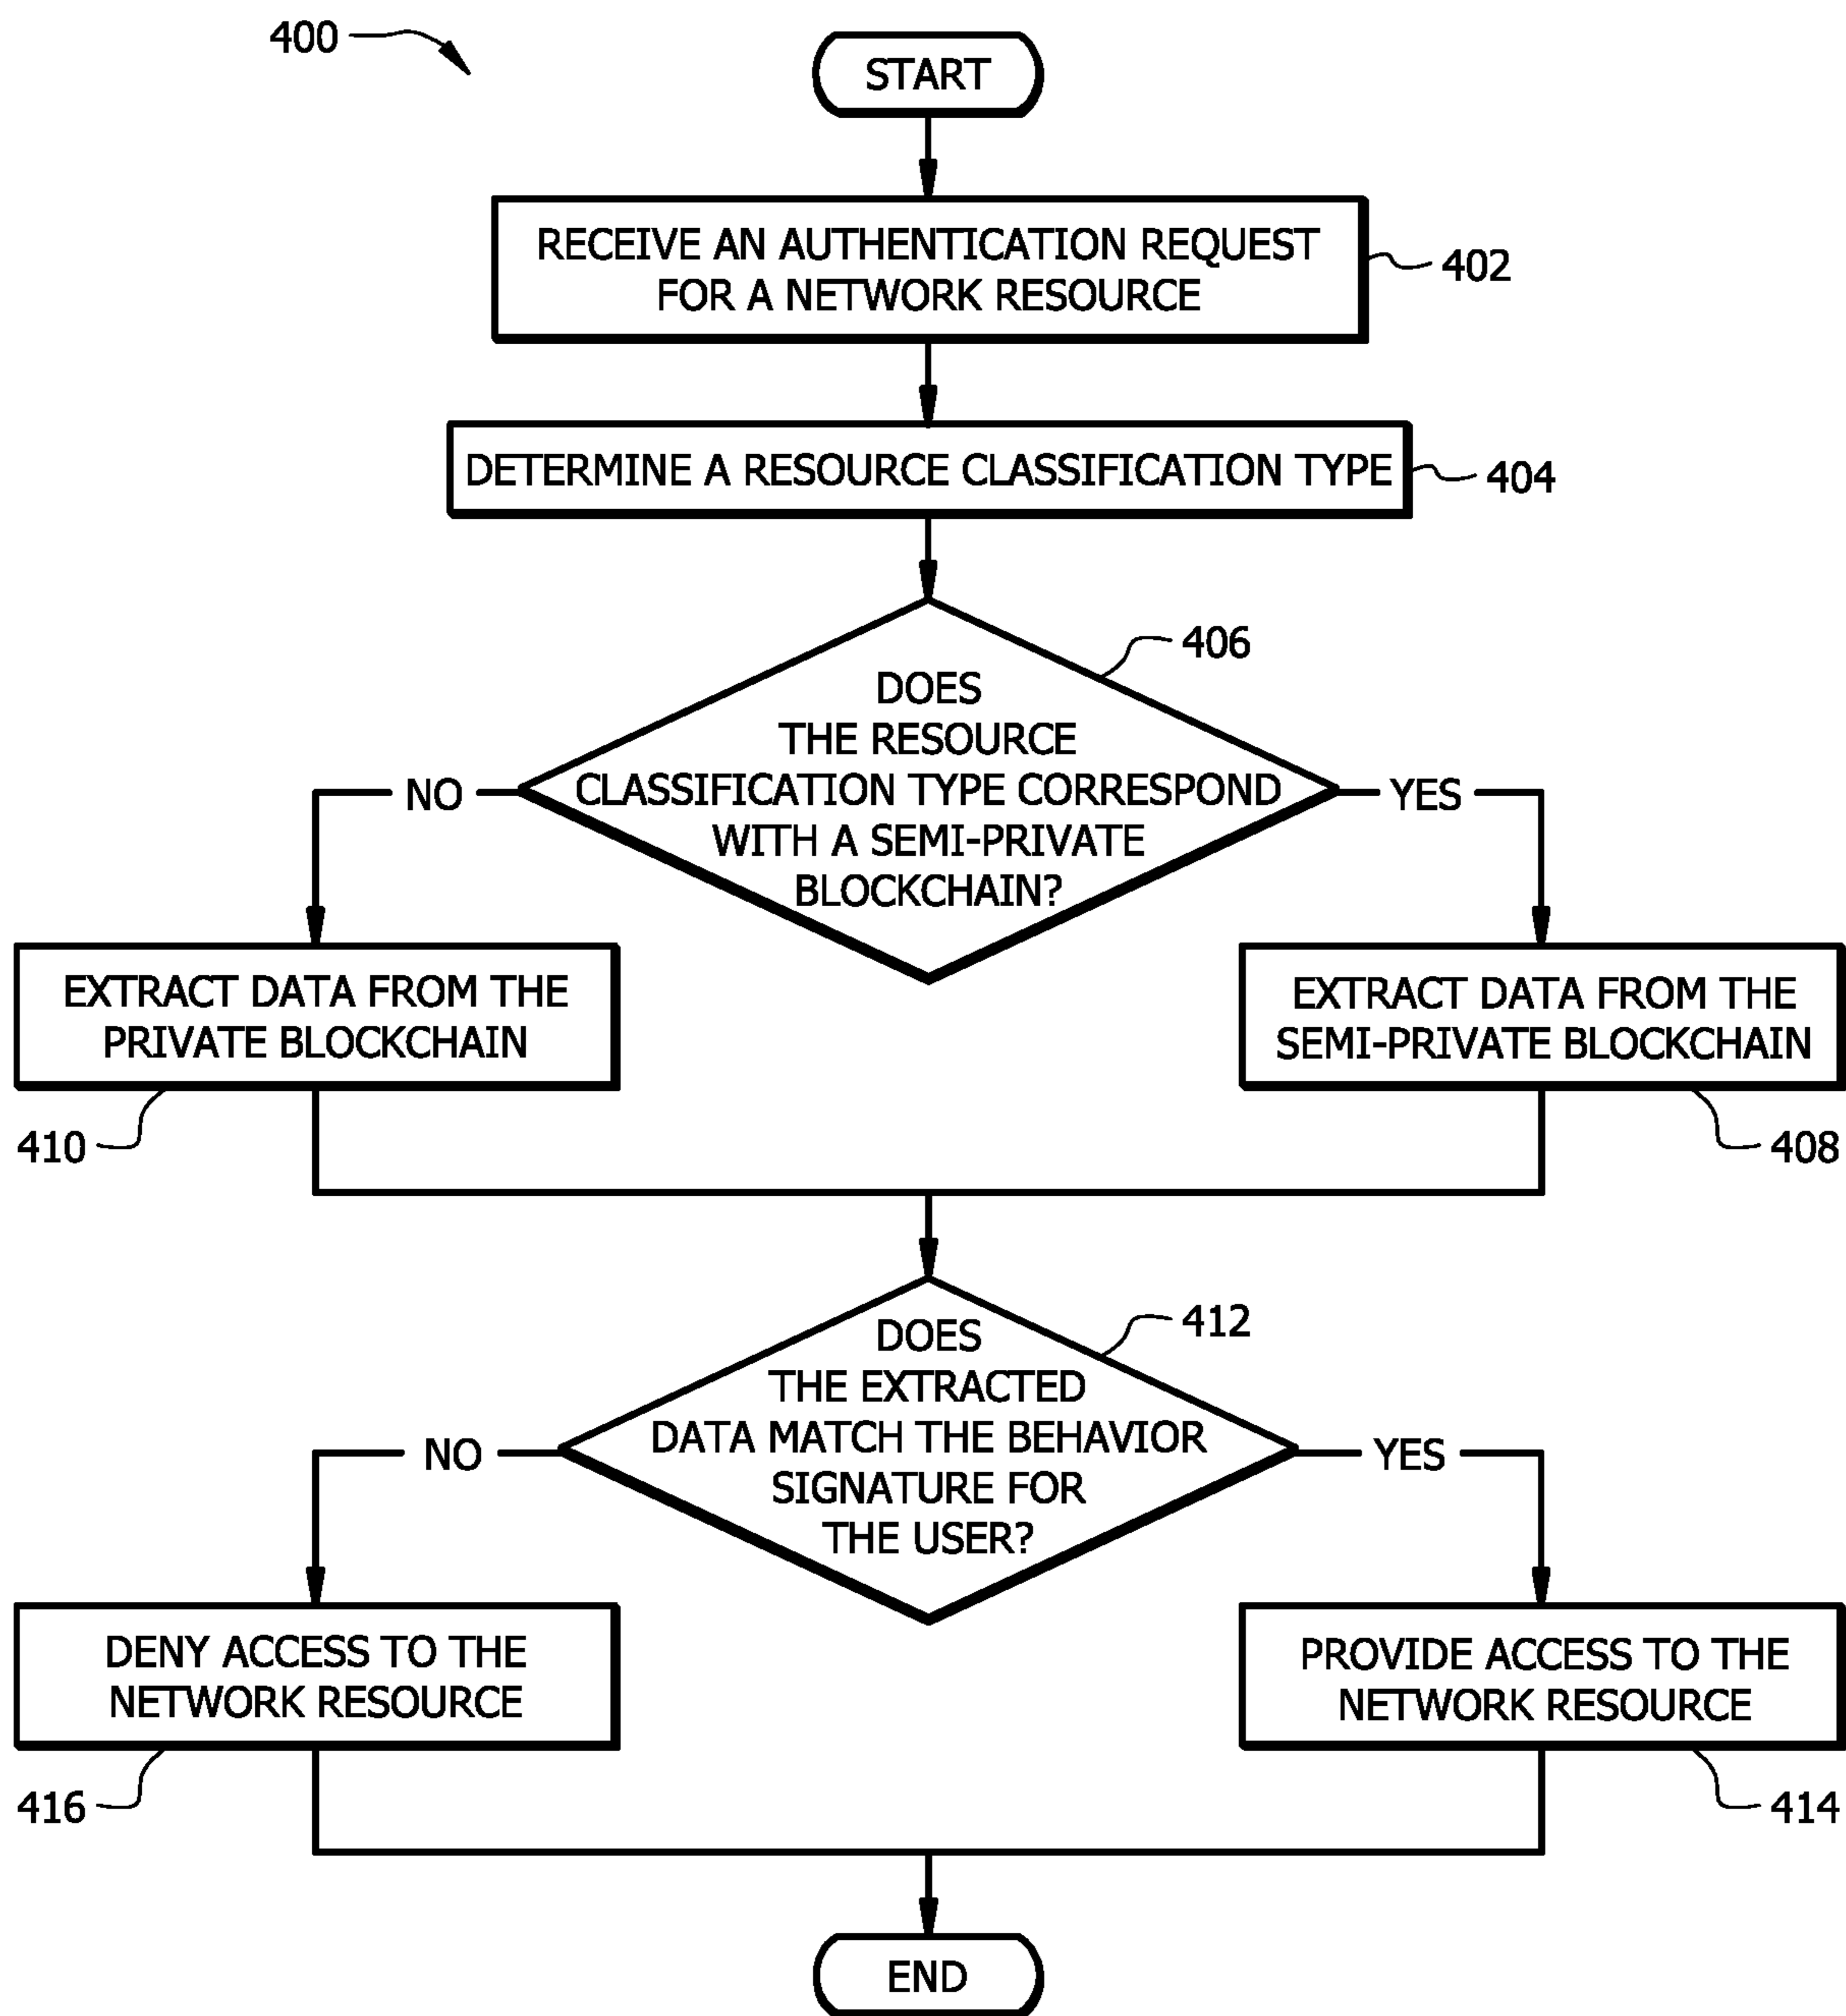 400
START
RECEIVE AN AUTHENTICATION REQUEST
FOR A NETWORK RESOURCE
402
DETERMINE A RESOURCE CLASSIFICATION TYPE
404
406
DOES
THE RESOURCE
CLASSIFICATION TYPE CORRESPOND
WITH A SEMI-PRIVATE
BLOCKCHAIN?
NO
YES
EXTRACT DATA FROM THE
PRIVATE BLOCKCHAIN
410
EXTRACT DATA FROM THE
SEMI-PRIVATE BLOCKCHAIN
408
412
DOES
THE EXTRACTED
DATA MATCH THE BEHAVIOR
SIGNATURE FOR
THE USER?
NO
YES
DENY ACCESS TO THE
NETWORK RESOURCE
416
PROVIDE ACCESS TO THE
NETWORK RESOURCE
414
END